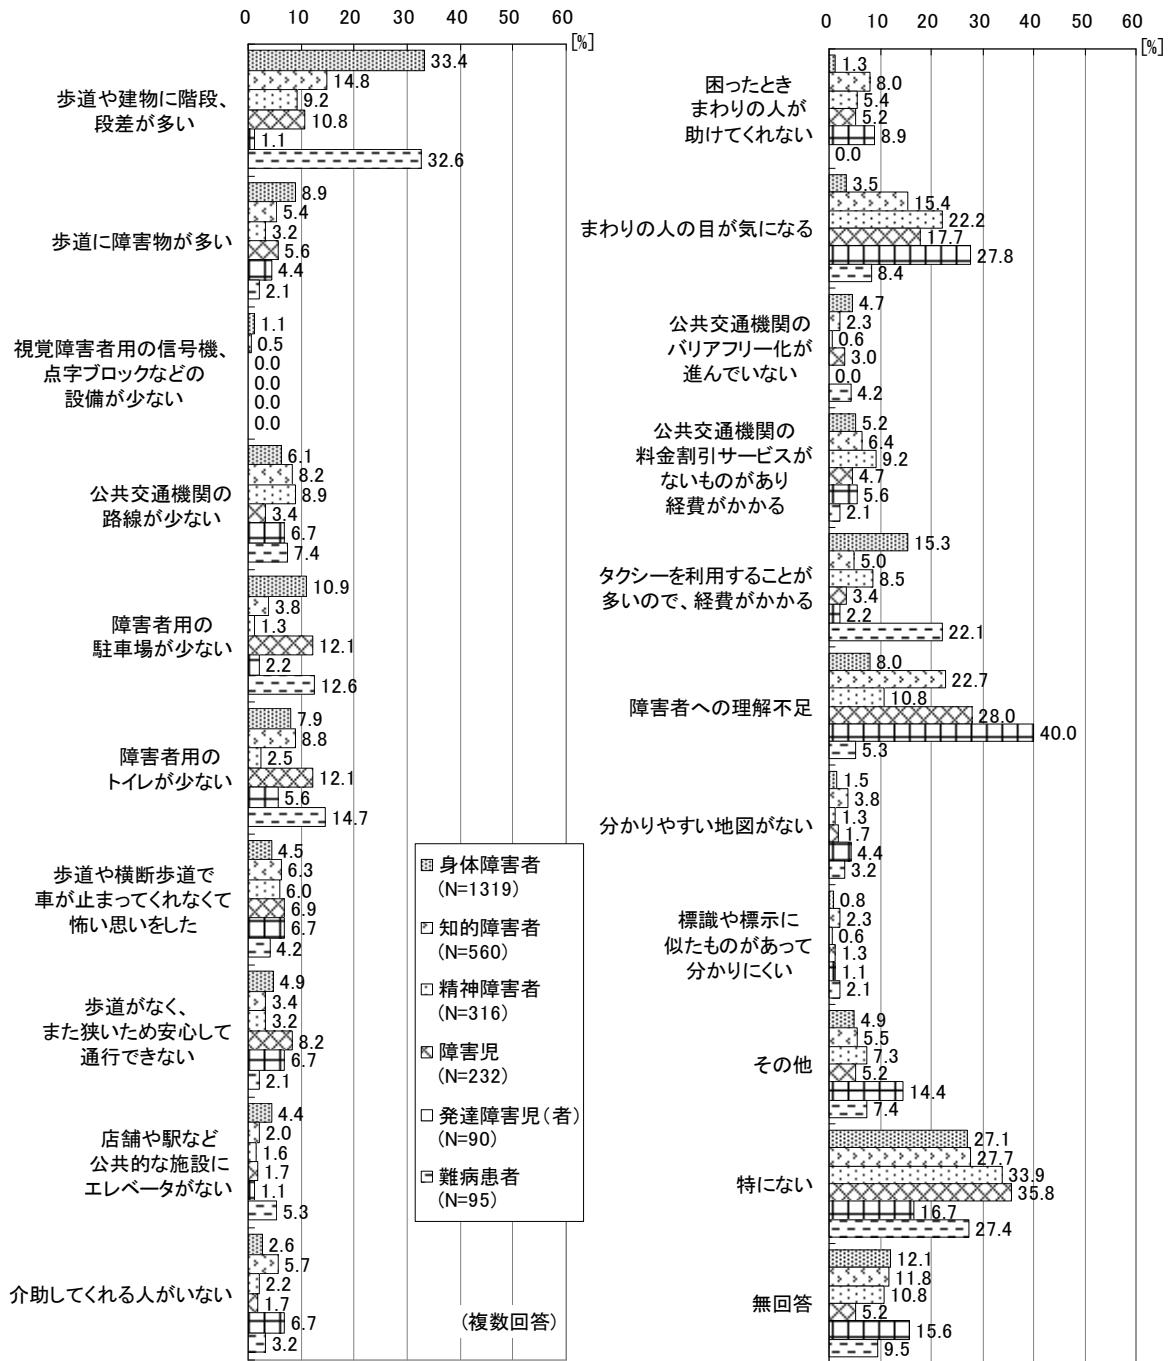 0 10 20 30 40 50 60
[%]
歩道や建物に階段、
段差が多い
33.4
14.8
9.2
10.8
1.1
32.6
歩道に障害物が多い
8.9
5.4
3.2
5.6
4.4
2.1
視覚障害者用の信号機、
点字ブロックなどの
設備が少ない
1.1
0.5
0.0
0.0
0.0
0.0
公共交通機関の
路線が少ない
6.1
8.2
8.9
3.4
6.7
7.4
障害者用の
駐車場が少ない
10.9
3.8
1.3
12.1
2.2
12.6
障害者用の
トイレが少ない
7.9
8.8
2.5
12.1
5.6
14.7
歩道や横断歩道で
車が止まってくれなくて
怖い思いをした
4.5
6.3
6.0
6.9
6.7
4.2
歩道がなく、
また狭いため安心して
通行できない
4.9
3.4
3.2
8.2
6.7
2.1
店舗や駅など
公共的な施設に
エレベータがない
4.4
2.0
1.6
1.7
1.1
5.3
介助してくれる人がいない
2.6
5.7
2.2
1.7
6.7
3.2
身体障害者
(N=1319)
知的障害者
(N=560)
精神障害者
(N=316)
障害児
(N=232)
発達障害児(者)
(N=90)
難病患者
(N=95)
(複数回答)
0 10 20 30 40 50 60
[%]
困ったとき
まわりの人が
助けてくれない
1.3
8.0
5.4
5.2
8.9
0.0
まわりの人の目が気になる
3.5
15.4
22.2
17.7
27.8
8.4
公共交通機関の
バリアフリー化が
進んでいない
4.7
2.3
0.6
3.0
0.0
4.2
公共交通機関の
料金割引サービスが
ないものがあり
経費がかかる
5.2
6.4
9.2
4.7
5.6
2.1
タクシーを利用することが
多いので、経費がかかる
15.3
5.0
8.5
3.4
2.2
22.1
障害者への理解不足
8.0
22.7
10.8
28.0
40.0
5.3
分かりやすい地図がない
1.5
3.8
1.3
1.7
4.4
3.2
標識や標示に
似たものがあって
分かりにくい
0.8
2.3
0.6
1.3
1.1
2.1
その他
4.9
5.5
7.3
5.2
14.4
7.4
特にない
27.1
27.7
33.9
35.8
16.7
27.4
無回答
12.1
11.8
10.8
5.2
15.6
9.5